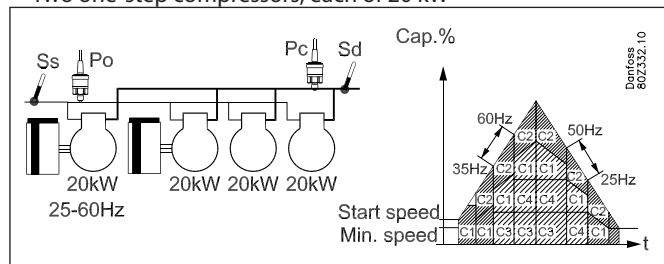 Two one-step compressors, each of 20 kW
Ss
Po
Pc
Sd
20kW
20kW
20kW
20kW
25-60Hz
Cap.%
Danfoss
80Z332.10
60Hz
50Hz
35Hz
25Hz
C2 C2
C2 C1 C1 C2
C2 C1 C4 C4 C1 C2
C1 C1 C3 C3 C4 C1
Start speed
Min. speed
t